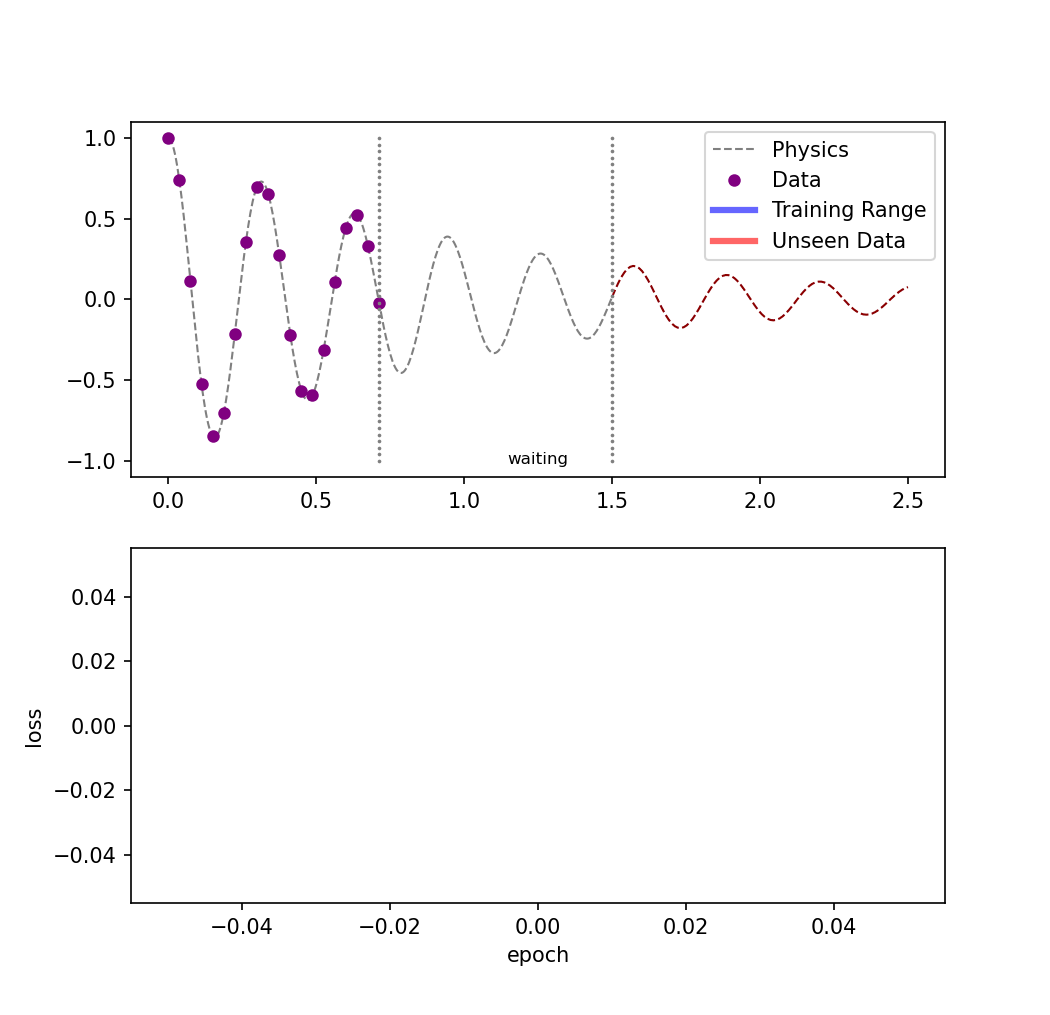 1.0
0.5
0.0
−0.5
−1.0
Physics
Data
Training Range
Unseen Data
waiting
0.0 0.5 1.0 1.5 2.0 2.5
0.04
0.02
0.00
−0.02
−0.04
loss
−0.04 −0.02 0.00 0.02 0.04
epoch